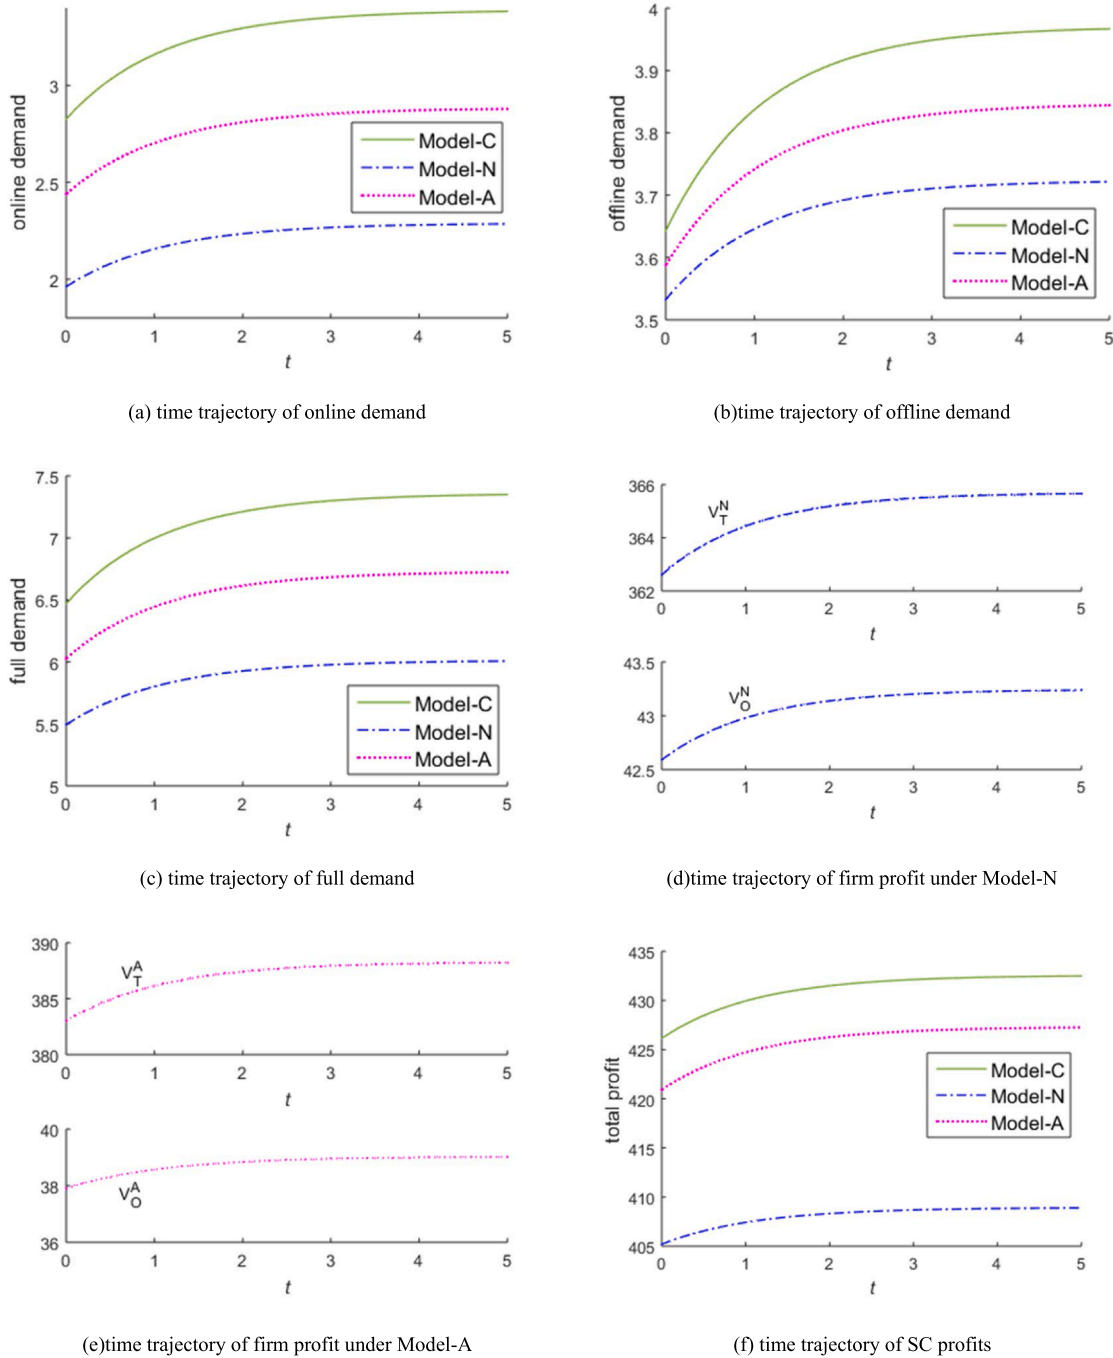 online demand
3
2.5
2
0 1 2 3 4 5
t
Model-C
Model-N
Model-A
(a) time trajectory of online demand
offline demand
4
3.9
3.8
3.7
3.6
3.5
0 1 2 3 4 5
t
Model-C
Model-N
Model-A
(b)time trajectory of offline demand
full demand
7.5
7
6.5
6
5.5
5
0 1 2 3 4 5
t
Model-C
Model-N
Model-A
(c) time trajectory of full demand
366
364
362
V_T^N
0 1 2 3 4 5
t
43.5
43
42.5
V_O^N
0 1 2 3 4 5
t
(d)time trajectory of firm profit under Model-N
390
385
380
V_T^A
0 1 2 3 4 5
t
40
38
36
V_O^A
0 1 2 3 4 5
t
(e)time trajectory of firm profit under Model-A
total profit
435
430
425
420
415
410
405
0 1 2 3 4 5
t
Model-C
Model-N
Model-A
(f) time trajectory of SC profits